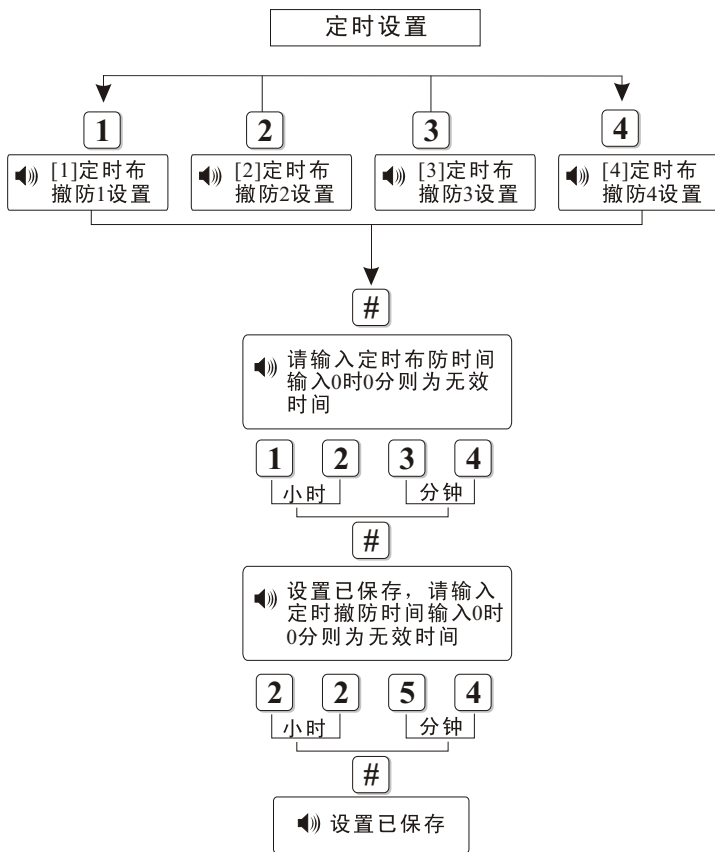 定时设置
1
2
3
4
[1]定时布
撤防1设置
[2]定时布
撤防2设置
[3]定时布
撤防3设置
[4]定时布
撤防4设置
#
请输入定时布防时间
输入0时0分则为无效
时间
1 2 3 4
小时 分钟
#
设置已保存，请输入
定时撤防时间输入0时
0分则为无效时间
2 2 5 4
小时 分钟
#
设置已保存